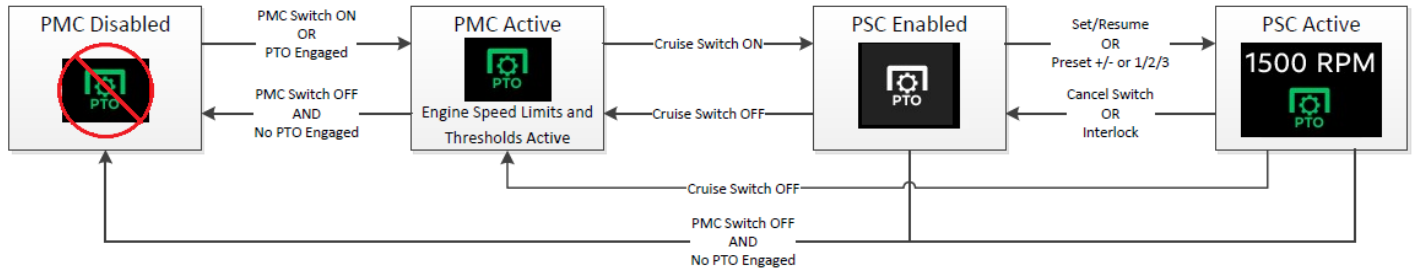 PMC Disabled
PTO
PMC Switch ON
OR
PTO Engaged
PMC Switch OFF
AND
No PTO Engaged
PMC Active
PTO
Engine Speed Limits and
Thresholds Active
Cruise Switch ON
Cruise Switch OFF
PSC Enabled
PTO
Set/Resume
OR
Preset +/- or 1/2/3
Cancel Switch
OR
Interlock
PSC Active
1500 RPM
PTO
Cruise Switch OFF
PMC Switch OFF
AND
No PTO Engaged